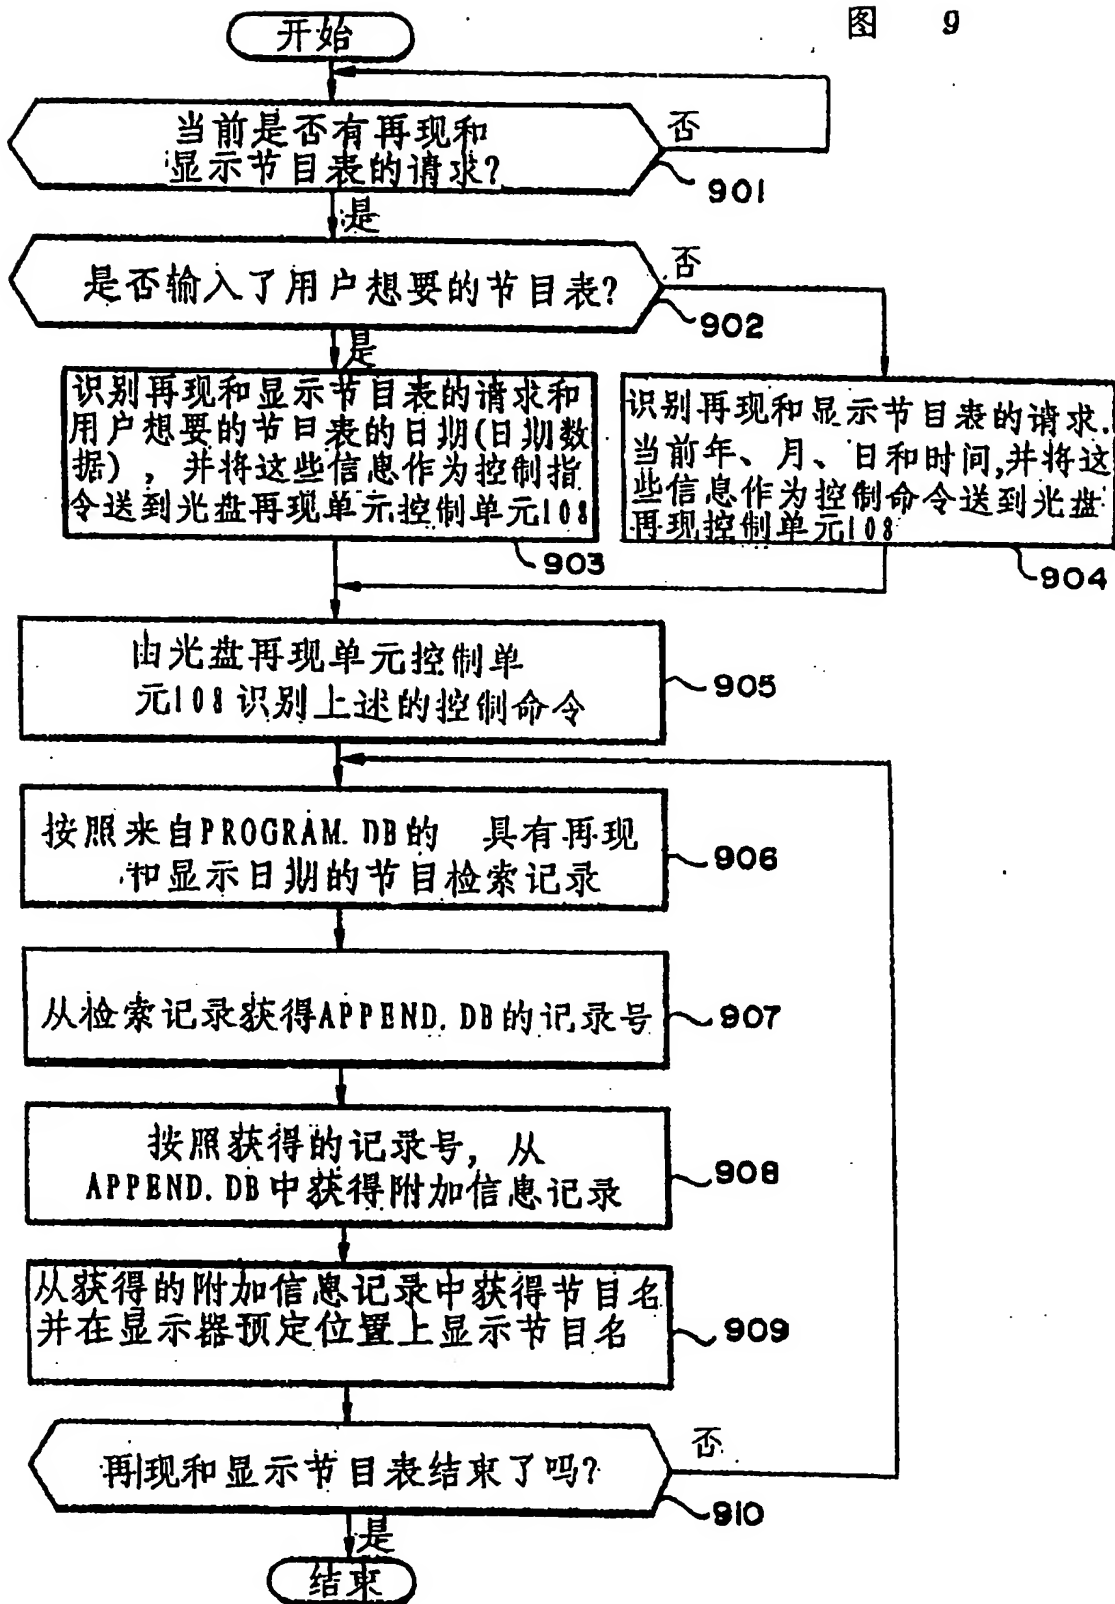 图 9
开始
当前是否有再现和
显示节目表的请求?
否
901
是
是否输入了用户想要的节目表?
否
902
是
识别再现和显示节目表的请求和
用户想要的节目表的日期(日期数
据),并将这些信息作为控制指
令送到光盘再现单元控制单元108
903
识别再现和显示节目表的请求.
当前年、月、日和时间,并将这
些信息作为控制命令送到光盘
再现控制单元108
904
由光盘再现单元控制单
元108识别上述的控制命令
905
按照来自PROGRAM.DB的 具有再现
和显示日期的节目检索记录
906
从检索记录获得APPEND.DB的记录号
907
按照获得的记录号,从
APPEND.DB中获得附加信息记录
908
从获得的附加信息记录中获得节目名
并在显示器预定位置上显示节目名
909
再现和显示节目表结束了吗?
否
910
是
结束